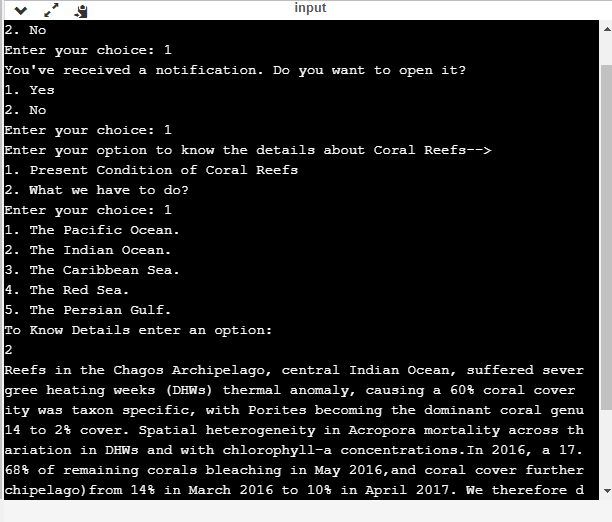 input
2. No
Enter your choice: 1
You've received a notification. Do you want to open it?
1. Yes
2. No
Enter your choice: 1
Enter your option to know the details about Coral Reefs-->
1. Present Condition of Coral Reefs
2. What we have to do?
Enter your choice: 1
1. The Pacific Ocean.
2. The Indian Ocean.
3. The Caribbean Sea.
4. The Red Sea.
5. The Persian Gulf.
To Know Details enter an option:
2
Reefs in the Chagos Archipelago, central Indian Ocean, suffered sever
gree heating weeks (DHWs) thermal anomaly, causing a 60% coral cover
ity was taxon specific, with Porites becoming the dominant coral genu
14 to 2% cover. Spatial heterogeneity in Acropora mortality across th
ariation in DHWs and with chlorophyll-a concentrations.In 2016, a 17.
68% of remaining corals bleaching in May 2016,and coral cover further
chipelago)from 14% in March 2016 to 10% in April 2017. We therefore d